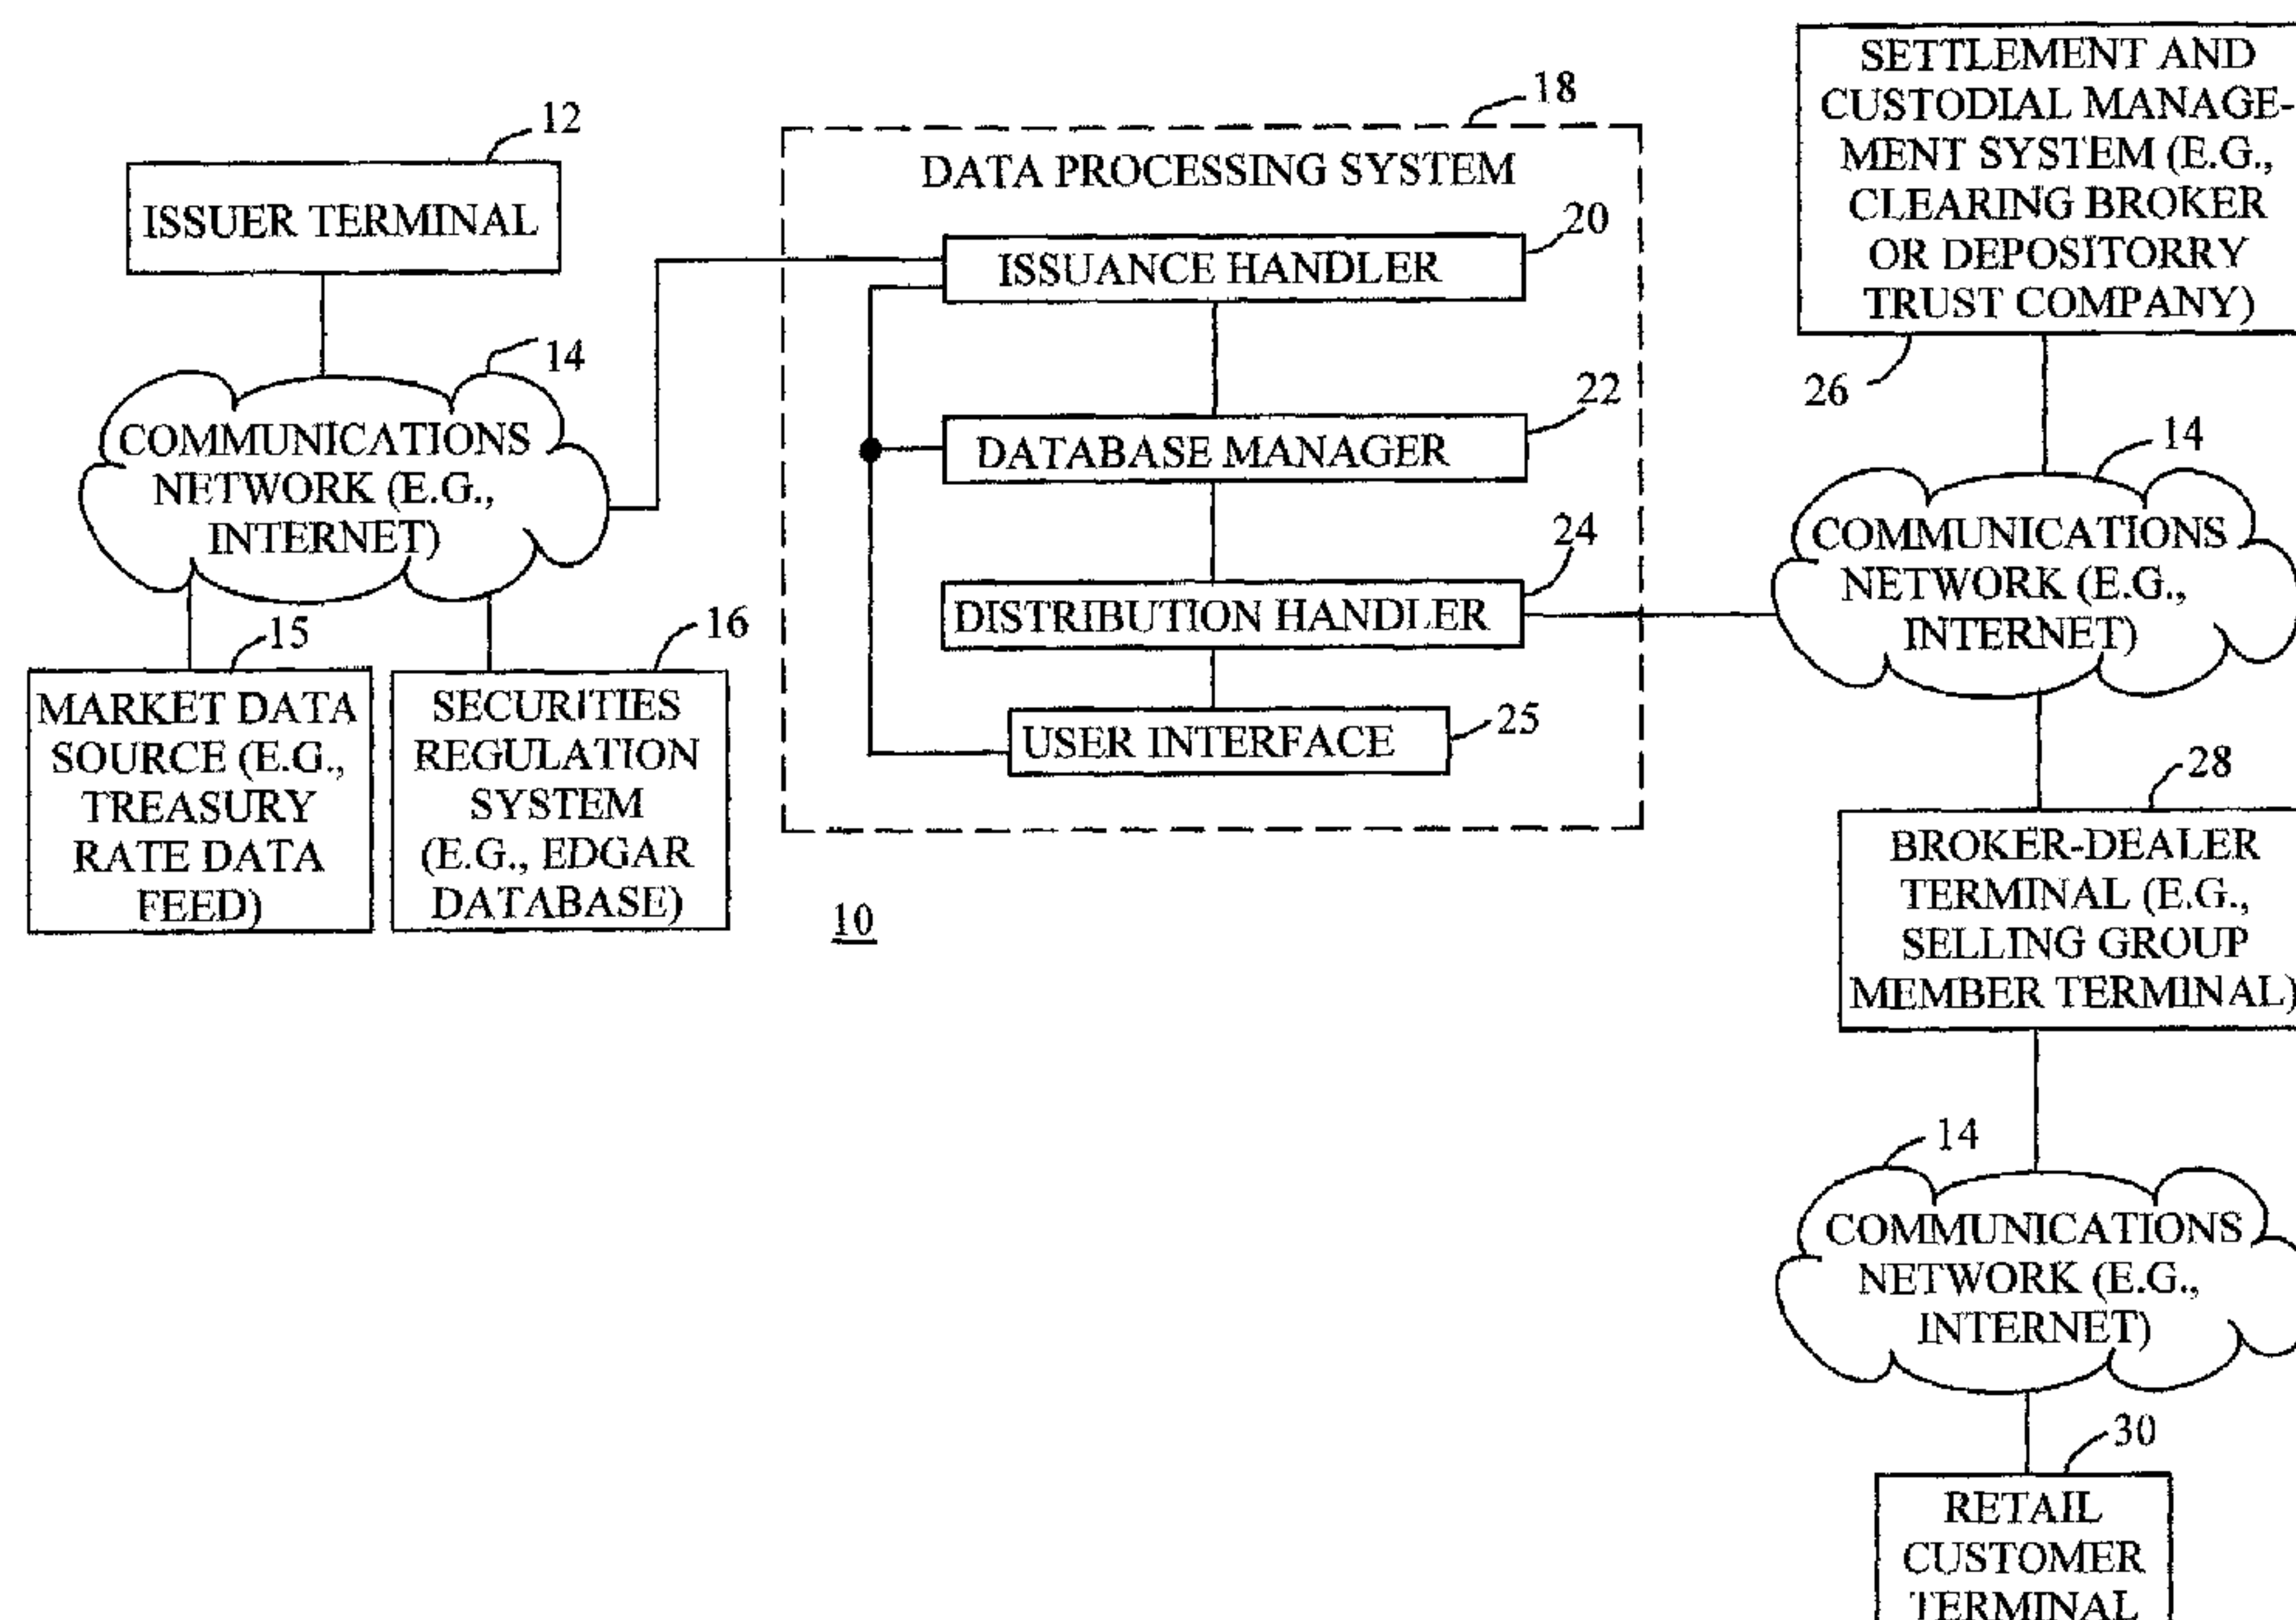 12
ISSUER TERMINAL
14
COMMUNICATIONS
NETWORK (E.G.,
INTERNET)
15
MARKET DATA
SOURCE (E.G.,
TREASURY
RATE DATA
FEED)
16
SECURITIES
REGULATION
SYSTEM
(E.G., EDGAR
DATABASE)
18
DATA PROCESSING SYSTEM
20
ISSUANCE HANDLER
22
DATABASE MANAGER
24
DISTRIBUTION HANDLER
25
USER INTERFACE
10
SETTLEMENT AND
CUSTODIAL MANAGE-
MENT SYSTEM (E.G.,
CLEARING BROKER
OR DEPOSITORRY
TRUST COMPANY)
26
14
COMMUNICATIONS
NETWORK (E.G.,
INTERNET)
28
BROKER-DEALER
TERMINAL (E.G.,
SELLING GROUP
MEMBER TERMINAL)
14
COMMUNICATIONS
NETWORK (E.G.,
INTERNET)
30
RETAIL
CUSTOMER
TERMINAL